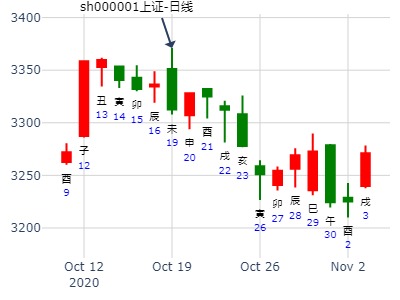 sh000001上证-日线
3400
3350
3300
3250
3200
酉
9
子
12
丑
13
寅
14
卯
15
辰
16
未
19
申
20
酉
21
戌
22
亥
23
寅
26
卯
27
辰
28
巳
29
午
30
酉
2
戌
3
Oct 12
2020
Oct 19
Oct 26
Nov 2